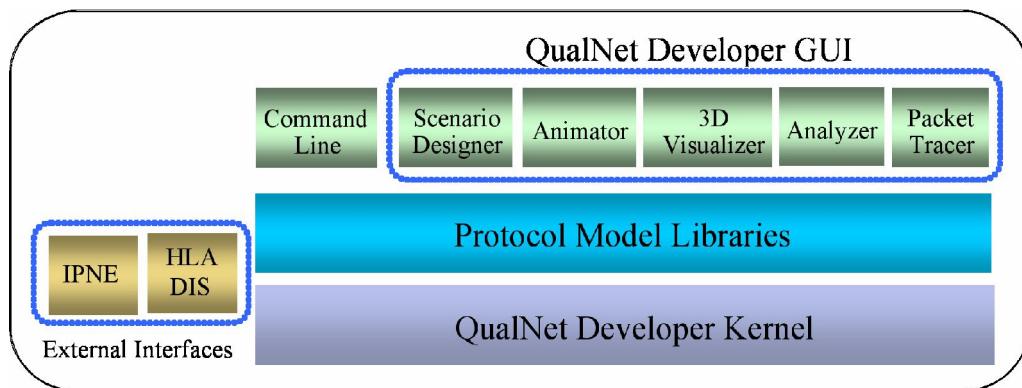 QualNet Developer GUI
Command
Line
Scenario
Designer
Animator
3D
Visualizer
Analyzer
Packet
Tracer
Protocol Model Libraries
IPNE
HLA
DIS
QualNet Developer Kernel
External Interfaces